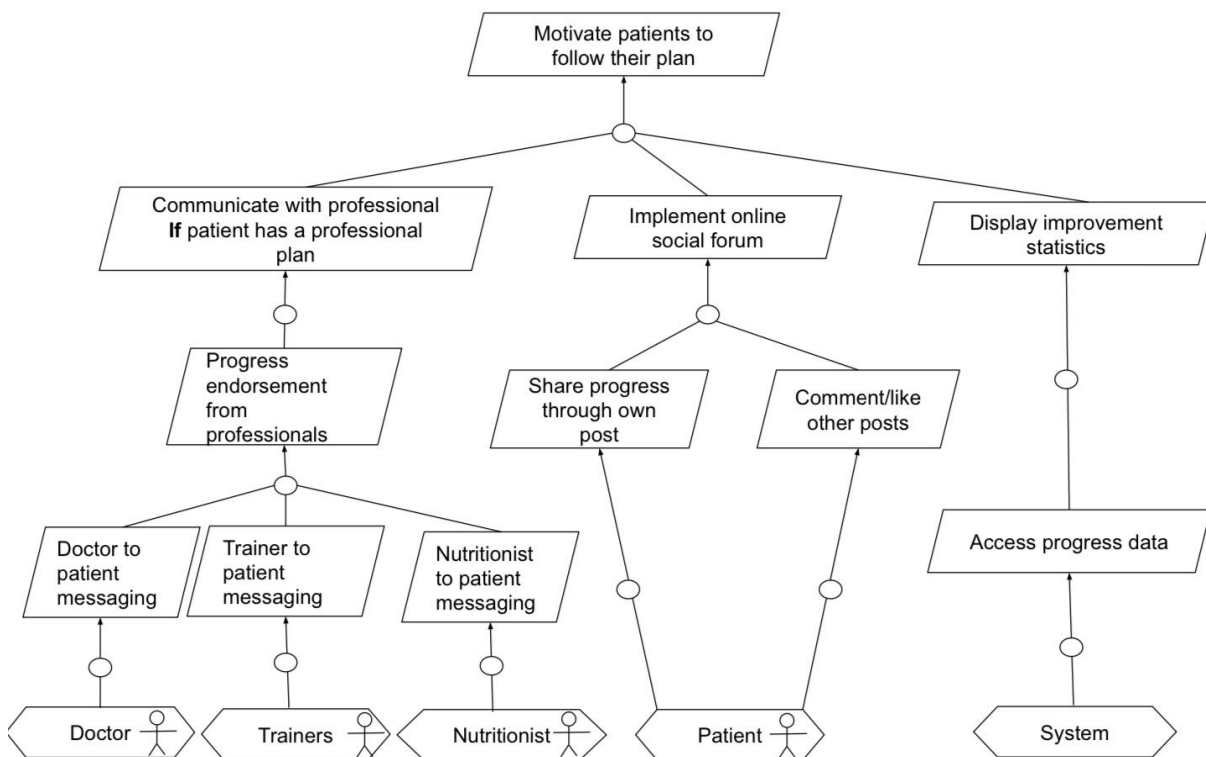 Motivate patients to
follow their plan
Communicate with professional
If patient has a professional
plan
Implement online
social forum
Display improvement
statistics
Progress
endorsement
from
professionals
Share progress
through own
post
Comment/like
other posts
Doctor to
patient
messaging
Trainer to
patient
messaging
Nutritionist
to patient
messaging
Access progress data
Doctor
Trainers
Nutritionist
Patient
System